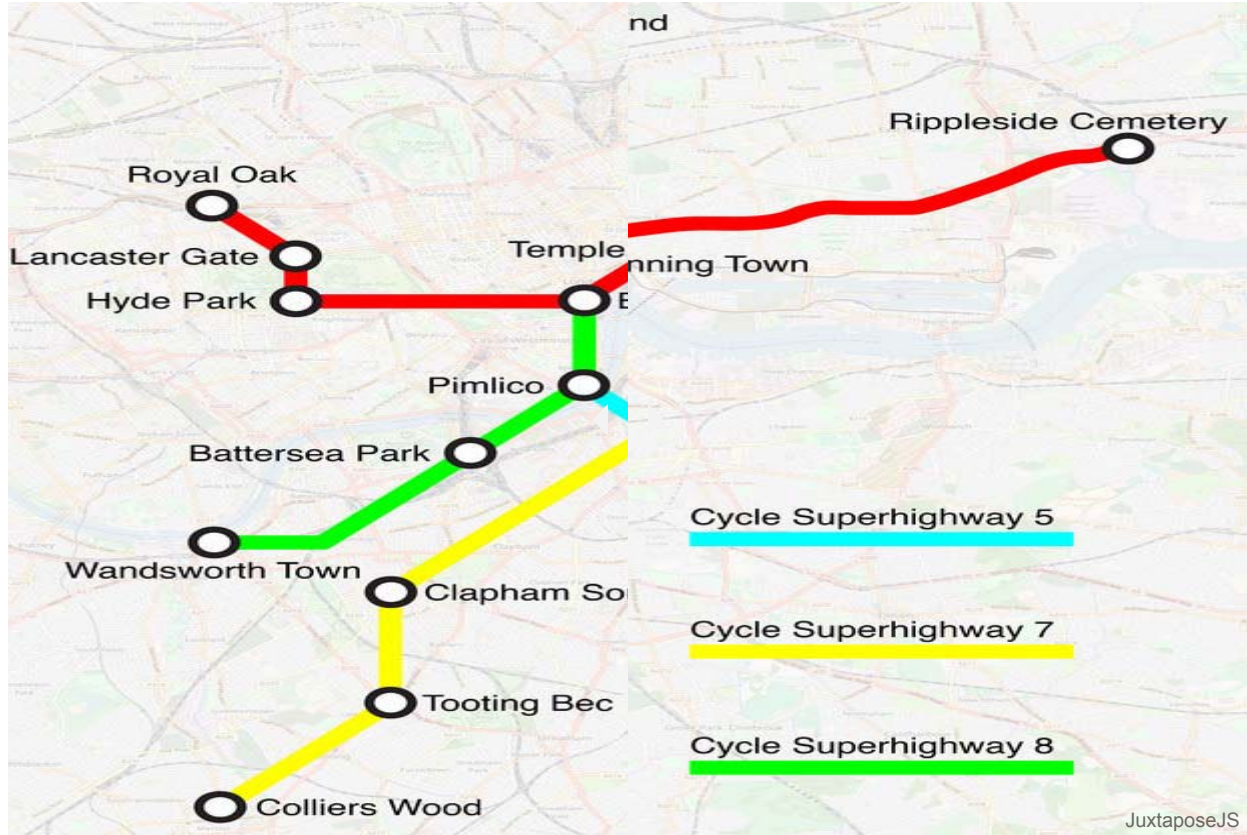 nd
Rippleside Cemetery
Royal Oak
Temple
Lancaster Gate
nning Town
Hyde Park
E
Pimlico
Battersea Park
Cycle Superhighway 5
Wandsworth Town
Clapham So
Cycle Superhighway 7
Tooting Bec
Cycle Superhighway 8
Colliers Wood
JuxtaposeJS